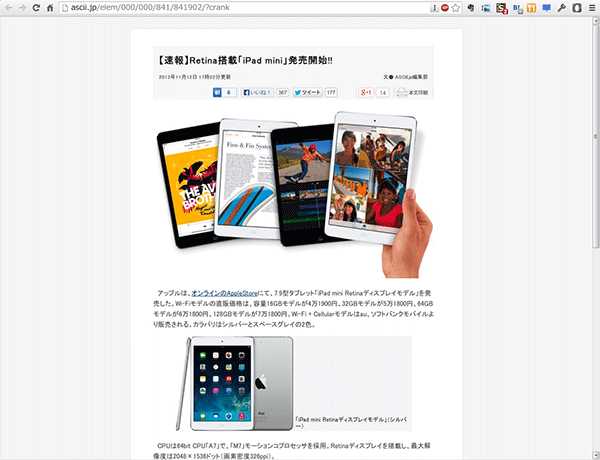 ascii.jp/elem/000/000/841/841902/?crank
【速報】Retina搭載「iPad mini」発売開始!!
2013年11月12日 17時22分更新
文● ASCII.jp編集部
6
いいね！ 367
ツイート 177
+1 14
本文印刷
Finn & Fin System
THE AVETT
BROTHERS
アップルは、オンラインのAppleStoreにて、7.9型タブレット「iPad mini Retinaディスプレイモデル」を発
売した。Wi-Fiモデルの直販価格は、容量16GBモデルが4万1900円、32GBモデルが5万1800円、64GB
モデルが6万1800円、128GBモデルが7万1800円。Wi-Fi + Cellularモデルはau、ソフトバンクモバイルよ
り販売される。カラバリはシルバーとスペースグレイの2色。
「iPad mini Retinaディスプレイモデル」（シルバ
ー）
CPUは64bit CPU「A7」で、「M7」モーションコプロセッサを採用。Retinaディスプレイを搭載し、最大解
像度は2048×1536ドット（画素密度326ppi）。